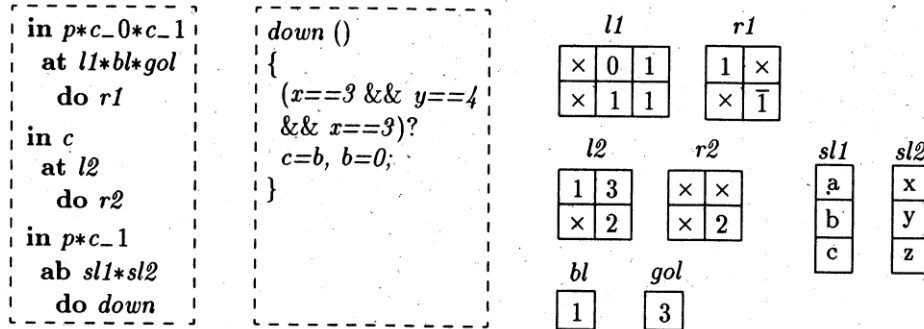 in p*c_0*c_1
at l1*bl*gol
do r1
in c
at l2
do r2
in p*c_1
ab sl1*sl2
do down
down ()
{
(x==3 && y==4
&& x==3)?
c=b, b=0;
}
l1
× 0 1
× 1 1
r1
1 ×
× 1̅
l2
1 3
× 2
r2
× ×
× 2
sl1
a
b
c
sl2
x
y
z
bl
1
gol
3